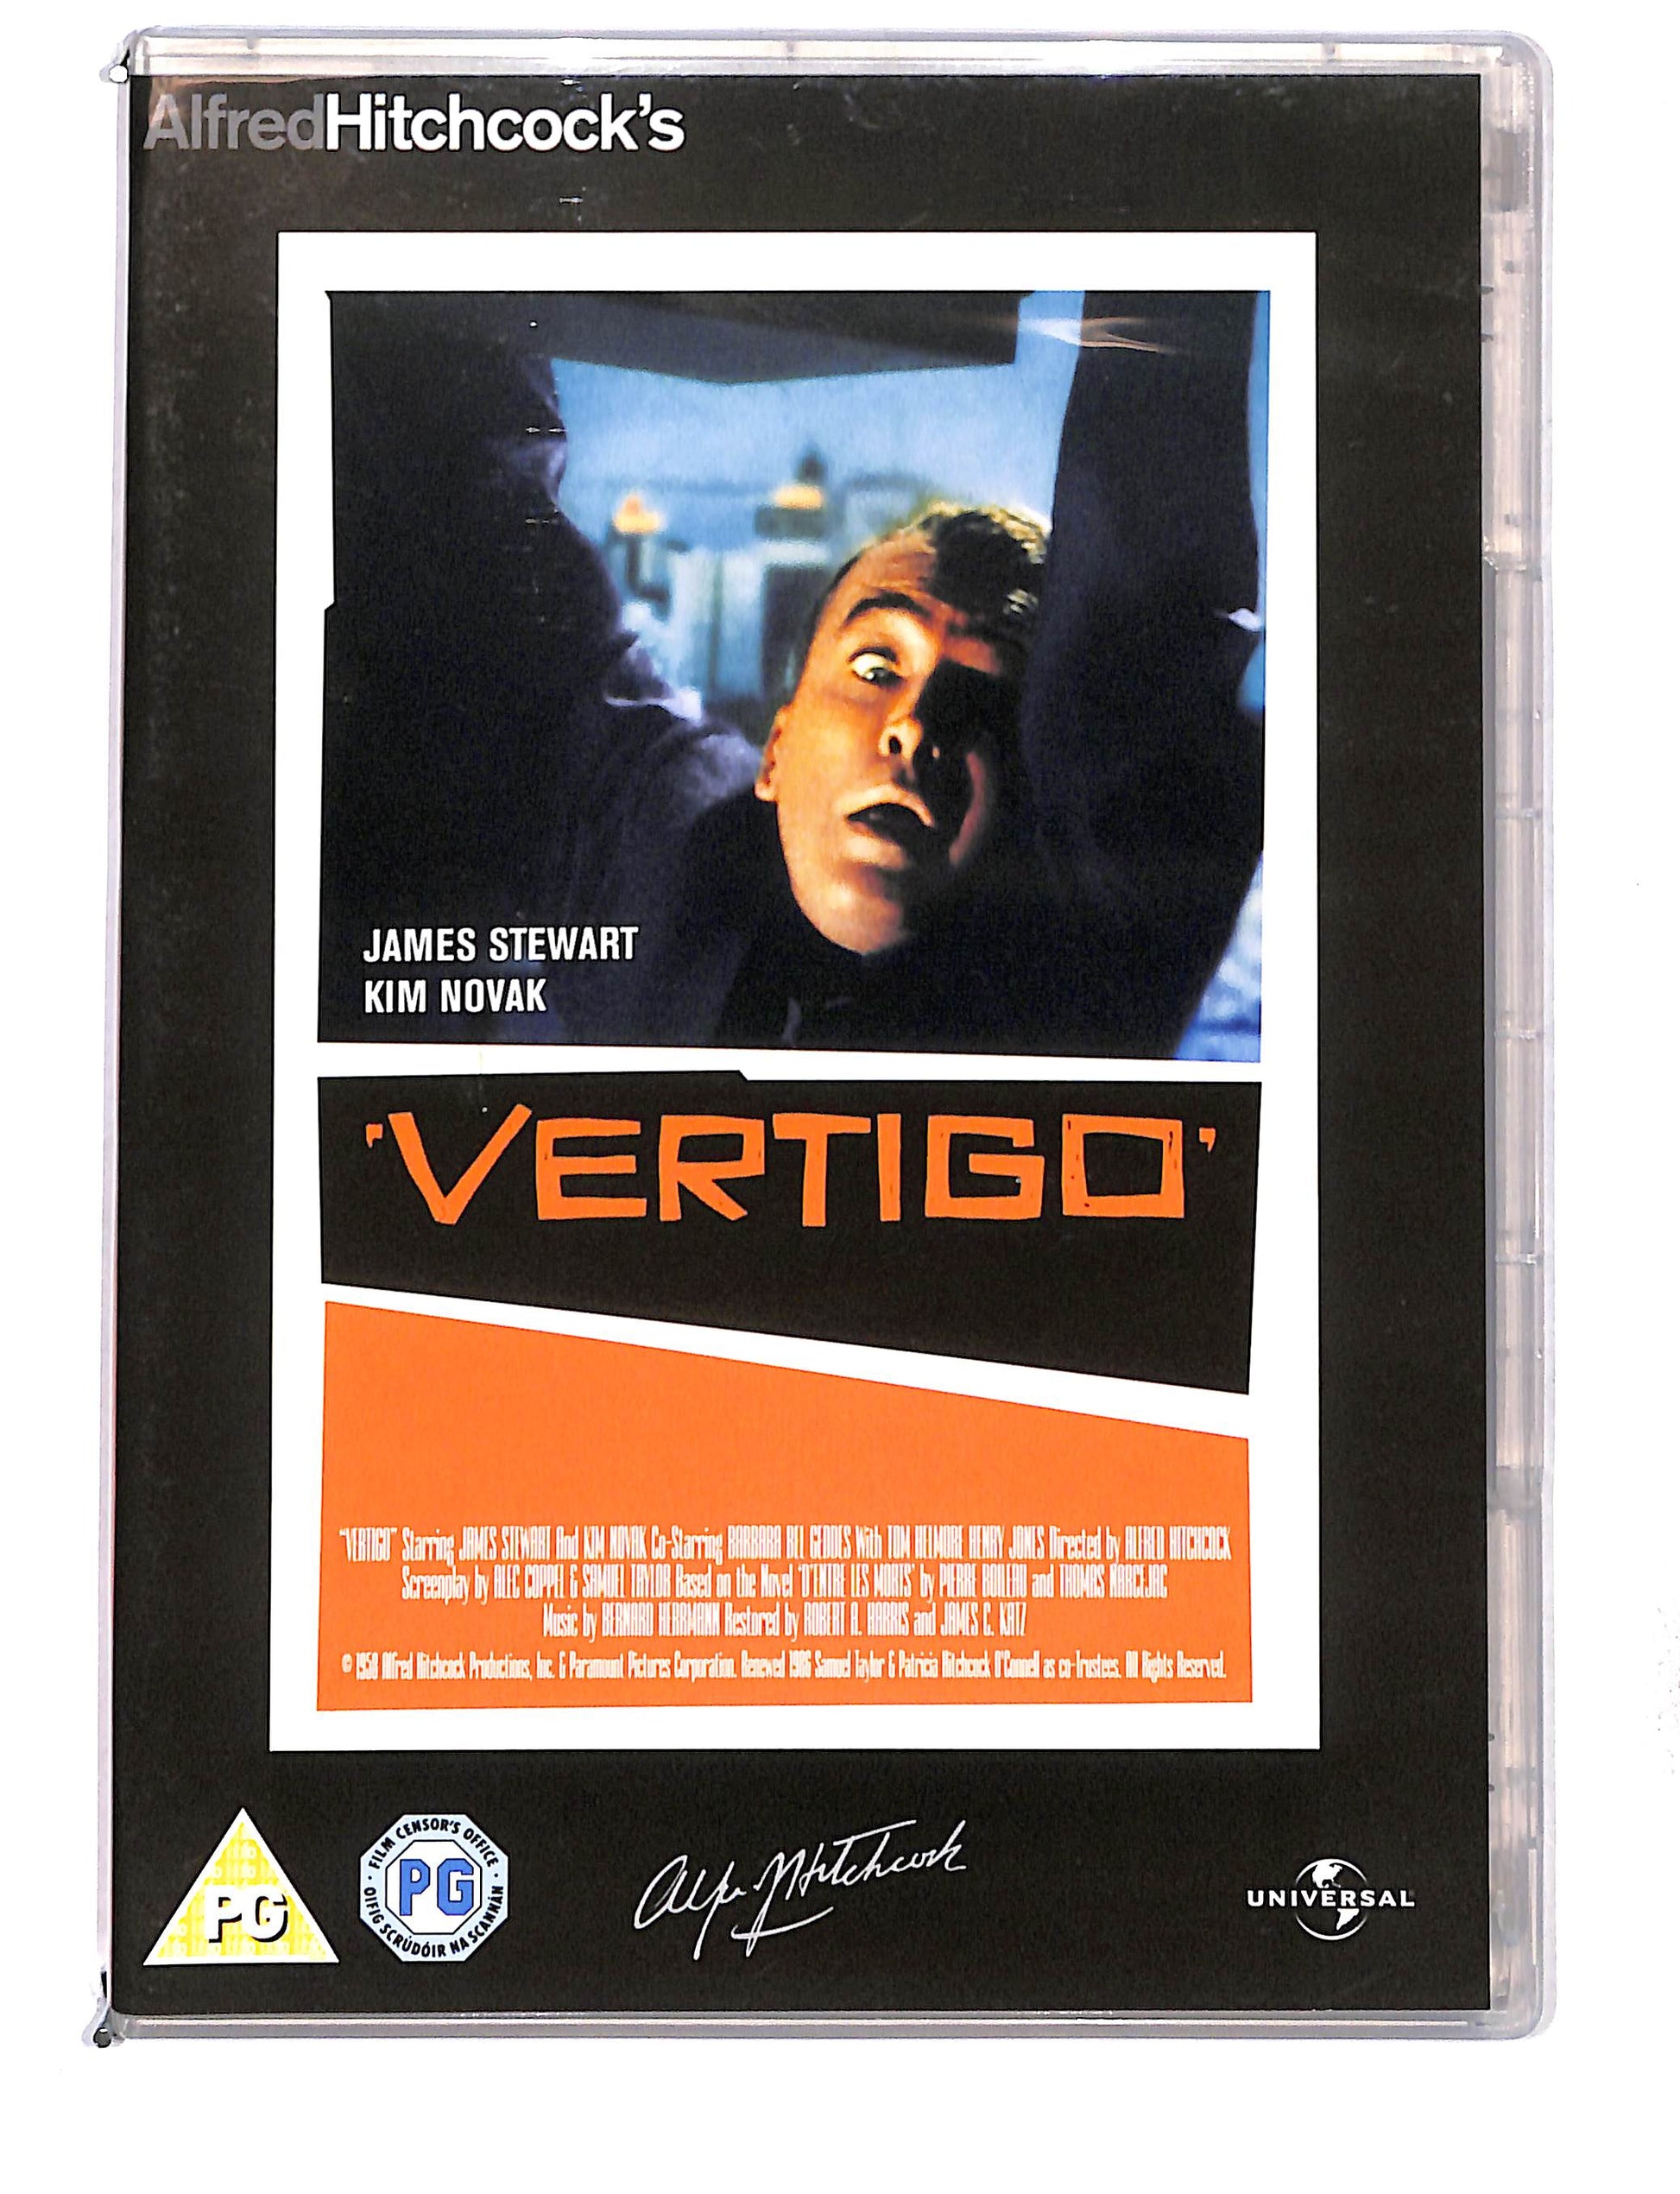 AlfredHitchcock's
JAMES STEWART
KIM NOVAK
'VERTIGO'
"VERTIGO" Starring JAMES STEWART And KIM NOVAK Co-Starring BARBARA BEL GEDDES With TOM HELMORE HENRY JONES Directed by ALFRED HITCHCOCK
Screenplay by ALEC COPPEL & SAMUEL TAYLOR Based on the Novel 'D'ENTRE LES MORTS' by PIERRE BOILEAU and THOMAS NARCEJAC
Music by BERNARD HERRMANN Restored by ROBERT A. HARRIS and JAMES C. KATZ
© 1958 Alfred Hitchcock Productions, Inc. & Paramount Pictures Corporation. Renewed 1986 Samuel Taylor & Patricia Hitchcock O'Connell as co-Trustees. All Rights Reserved.
PG
FILM CENSOR'S OFFICE
PG
OIFIG SCRÚDÓIR NA SCANNÁN
Alfred Hitchcock
UNIVERSAL